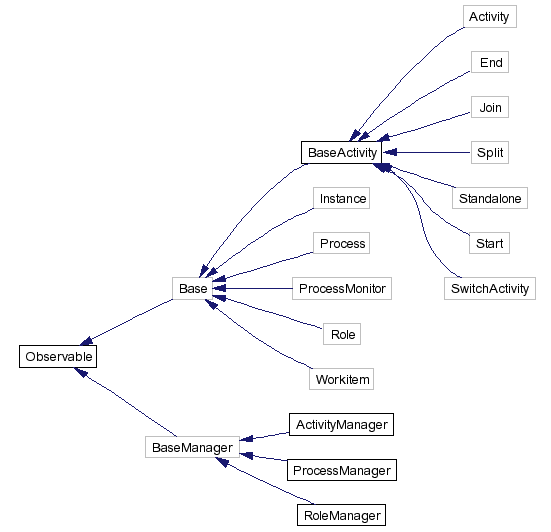 Activity
End
Join
BaseActivity
Split
Standalone
Instance
Process
Start
Base
ProcessMonitor
SwitchActivity
Role
Observable
Workitem
ActivityManager
BaseManager
ProcessManager
RoleManager